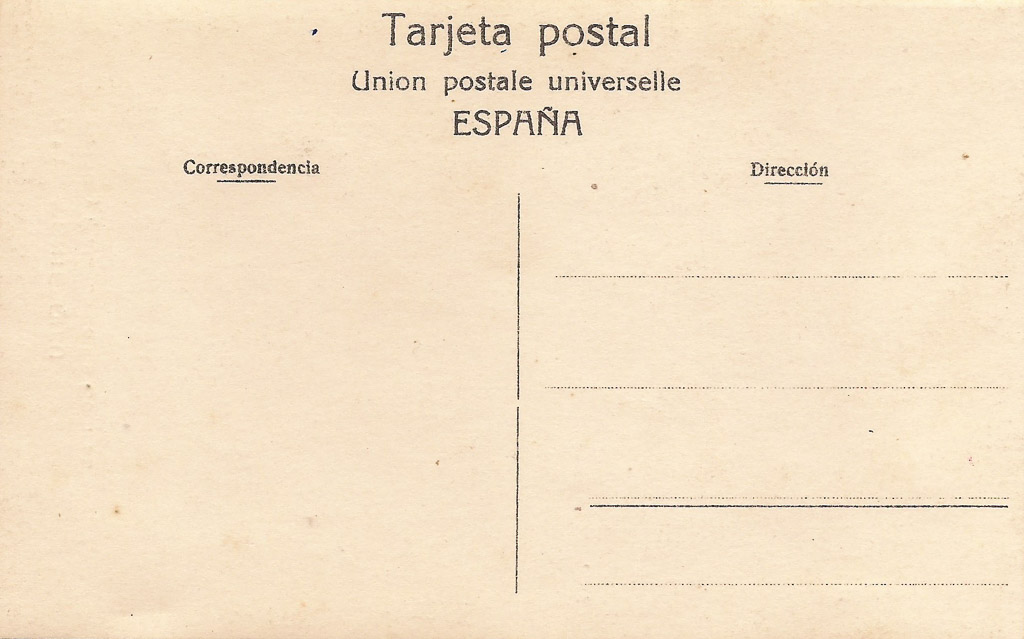 Tarjeta postal
Union postale universelle
ESPAÑA
Correspondencia
Dirección